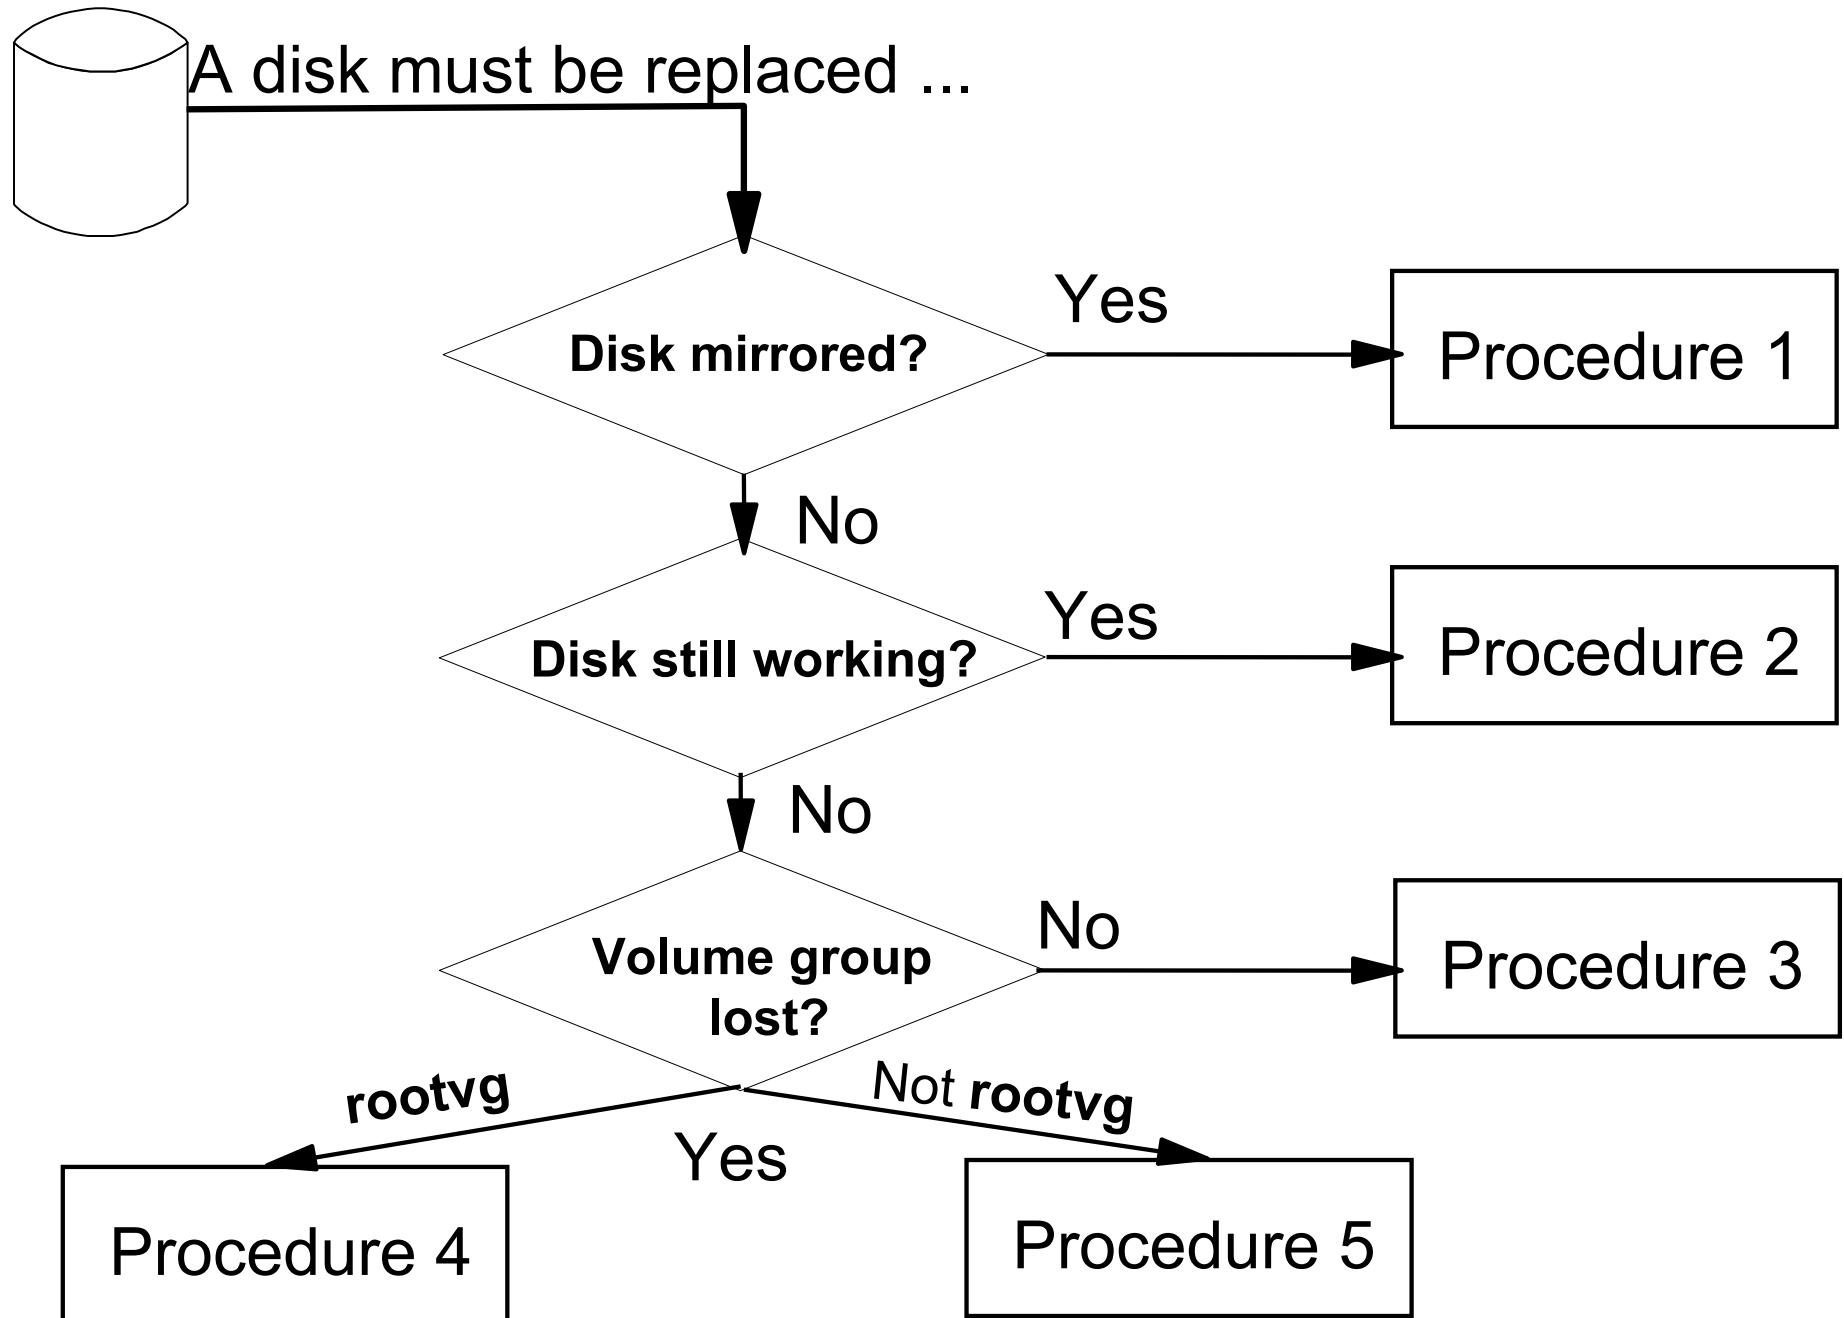 A disk must be replaced ...
Disk mirrored?
Yes
Procedure 1
No
Disk still working?
Yes
Procedure 2
No
Volume group
lost?
No
Procedure 3
rootvg
Yes
Not rootvg
Procedure 4
Procedure 5